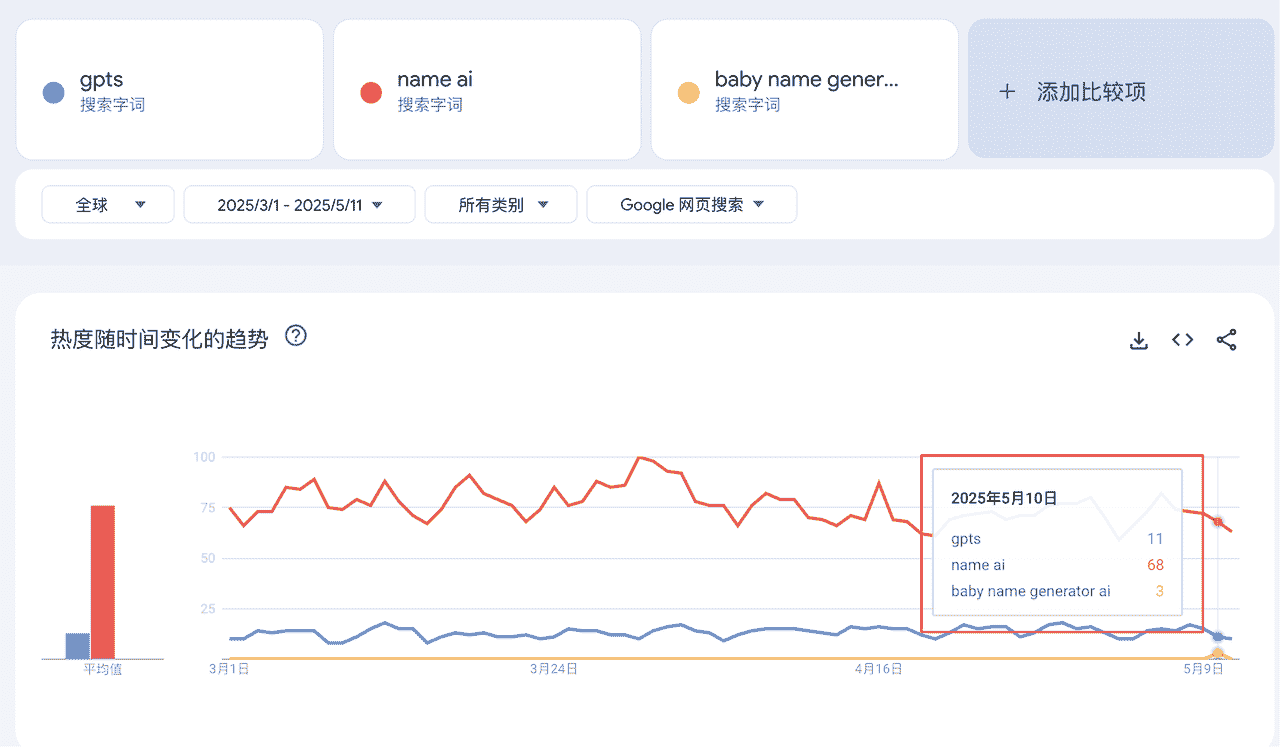 gpts
搜索字词
name ai
搜索字词
baby name gener...
搜索字词
+ 添加比较项
全球
2025/3/1 - 2025/5/11
所有类别
Google 网页搜索
热度随时间变化的趋势
100
75
50
25
2025年5月10日
gpts 11
name ai 68
baby name generator ai 3
平均值
3月1日
3月24日
4月16日
5月9日